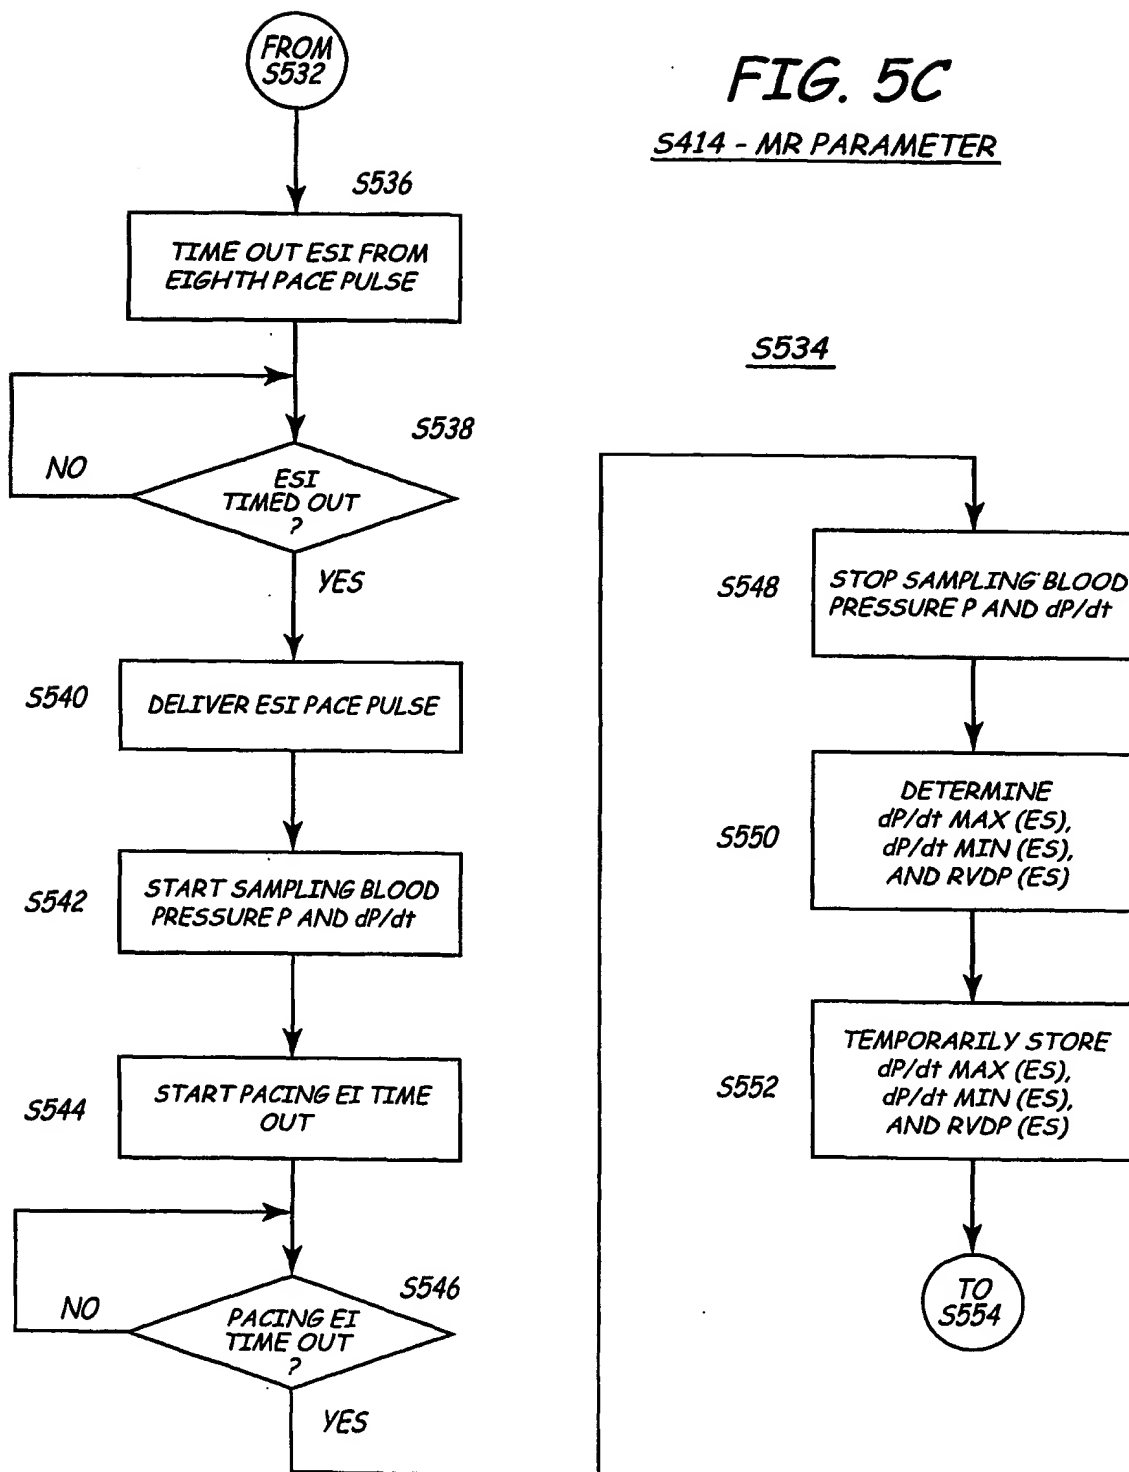 FROM
S532
FIG. 5C
S414 - MR PARAMETER
S536
TIME OUT ESI FROM
EIGHTH PACE PULSE
S534
S538
NO
ESI
TIMED OUT
?
YES
S540
DELIVER ESI PACE PULSE
S542
START SAMPLING BLOOD
PRESSURE P AND dP/dt
S544
START PACING EI TIME
OUT
S546
NO
PACING EI
TIME OUT
?
YES
S548
STOP SAMPLING BLOOD
PRESSURE P AND dP/dt
S550
DETERMINE
dP/dt MAX (ES),
dP/dt MIN (ES),
AND RVDP (ES)
S552
TEMPORARILY STORE
dP/dt MAX (ES),
dP/dt MIN (ES),
AND RVDP (ES)
TO
S554